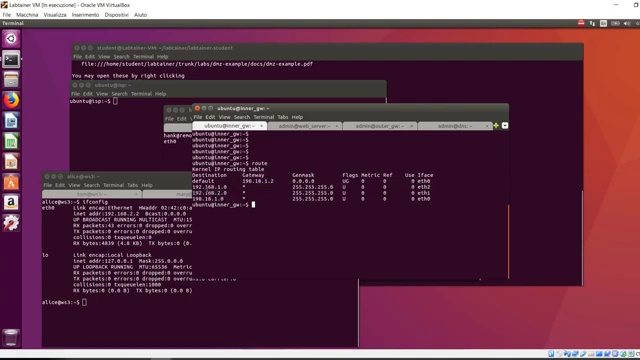 Labtainer VM [In esecuzione] - Oracle VM VirtualBox
File Macchina Visualizza Inserimento Dispositivi Aiuto
Terminal
student@Labtainer-VM: ~/labtainer/labtainer-student
File Edit View Search Terminal Help
file:///home/student/labtainer/trunk/labs/dmz-example/docs/dmz-example.pdf
You may open these by right clicking
ubuntu@isp: ~
File Edit View Search Terminal Help
ubuntu@isp:~$
File Edit
hank@remo
eth0
ubuntu@inner_gw: ~
File Edit View Search Terminal Tabs Help
ubuntu@inner_gw: ~ × admin@web_server: ~ × admin@outer_gw: ~ ×
ubuntu@inner_gw:~$
ubuntu@inner_gw:~$
ubuntu@inner_gw:~$
ubuntu@inner_gw:~$
ubuntu@inner_gw:~$
ubuntu@inner_gw:~$ route
Kernel IP routing table
Destination Gateway Genmask Flags Metric Ref Use Iface
default 198.18.1.2 0.0.0.0 UG 0 0 0 eth0
192.168.1.0 * 255.255.255.0 U 0 0 0 eth2
192.168.2.0 * 255.255.255.0 U 0 0 0 eth1
198.18.1.0 * 255.255.255.0 U 0 0 0 eth0
ubuntu@inner_gw:~$
alice@ws3: ~
File Edit View Search Terminal Tabs Help
alice@ws3:~$ ifconfig
eth0 Link encap:Ethernet HWaddr 02:42:c0:a
inet addr:192.168.2.2 Bcast:0.0.0.0
UP BROADCAST RUNNING MULTICAST MTU:15
RX packets:41 errors:0 dropped:0 over
TX packets:0 errors:0 dropped:0 overr
collisions:0 txqueuelen:0
RX bytes:4839 (4.8 KB) TX bytes:0 (0.
lo Link encap:Local Loopback
inet addr:127.0.0.1 Mask:255.0.0.0
UP LOOPBACK RUNNING MTU:65536 Metric
RX packets:0 errors:0 dropped:0 overr
collisions:0 txqueuelen:1000
RX bytes:0 (0.0 B) TX bytes:0 (0.0 B)
alice@ws3:~$